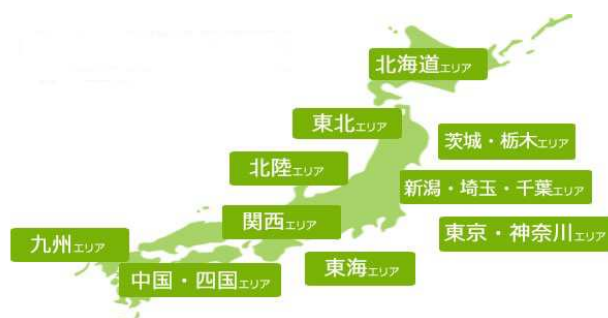 北海道エリア
東北エリア
茨城・栃木エリア
北陸エリア
新潟・埼玉・千葉エリア
関西エリア
東京・神奈川エリア
九州エリア
東海エリア
中国・四国エリア